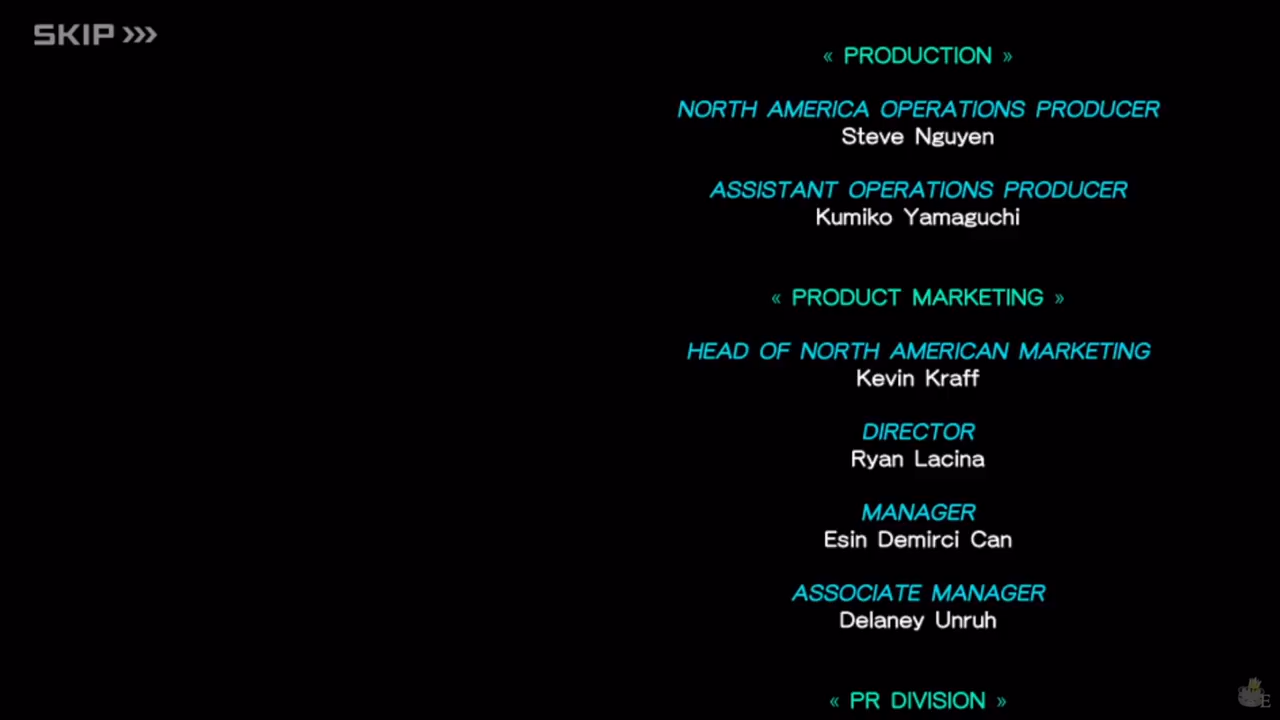 SKIP >>>
« PRODUCTION »
NORTH AMERICA OPERATIONS PRODUCER
Steve Nguyen
ASSISTANT OPERATIONS PRODUCER
Kumiko Yamaguchi
« PRODUCT MARKETING »
HEAD OF NORTH AMERICAN MARKETING
Kevin Kraff
DIRECTOR
Ryan Lacina
MANAGER
Esin Demirci Can
ASSOCIATE MANAGER
Delaney Unruh
« PR DIVISION »
E